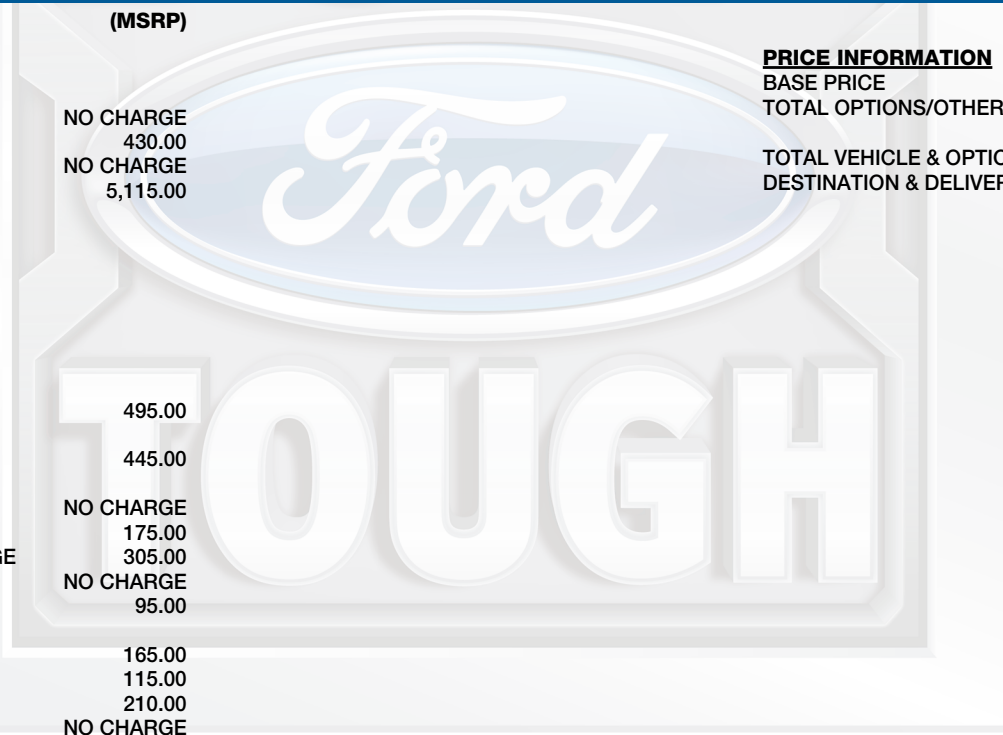 (MSRP)
NO CHARGE
430.00
NO CHARGE
5,115.00
495.00
445.00
NO CHARGE
175.00
GE 305.00
NO CHARGE
95.00
165.00
115.00
210.00
NO CHARGE
PRICE INFORMATION
BASE PRICE
TOTAL OPTIONS/OTHER
TOTAL VEHICLE & OPTIO
DESTINATION & DELIVER
Ford
TOUGH